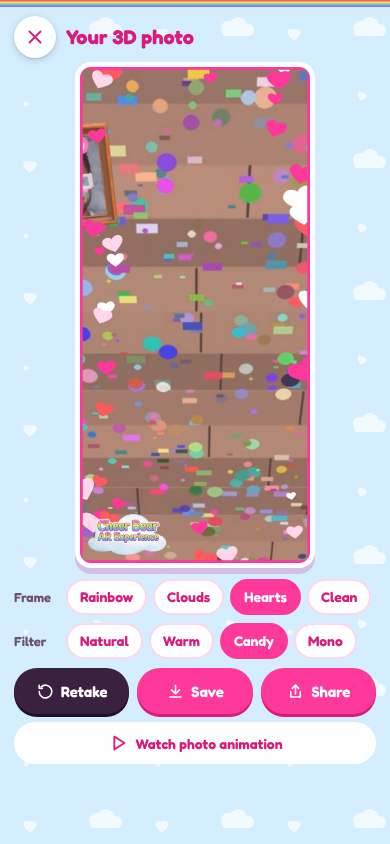 Your 3D photo
Cheer Bear
AR Experience
Frame Rainbow Clouds Hearts Clean
Filter Natural Warm Candy Mono
Retake Save Share
Watch photo animation